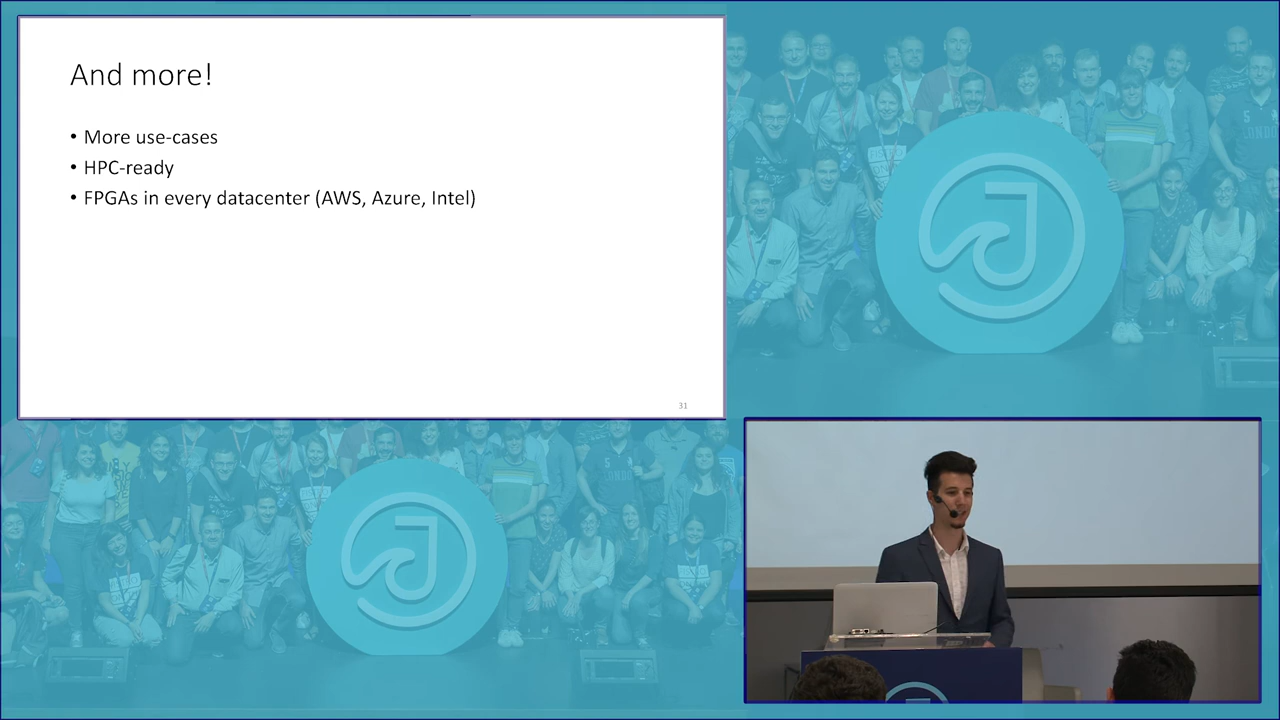 And more!
• More use-cases
• HPC-ready
• FPGAs in every datacenter (AWS, Azure, Intel)
31